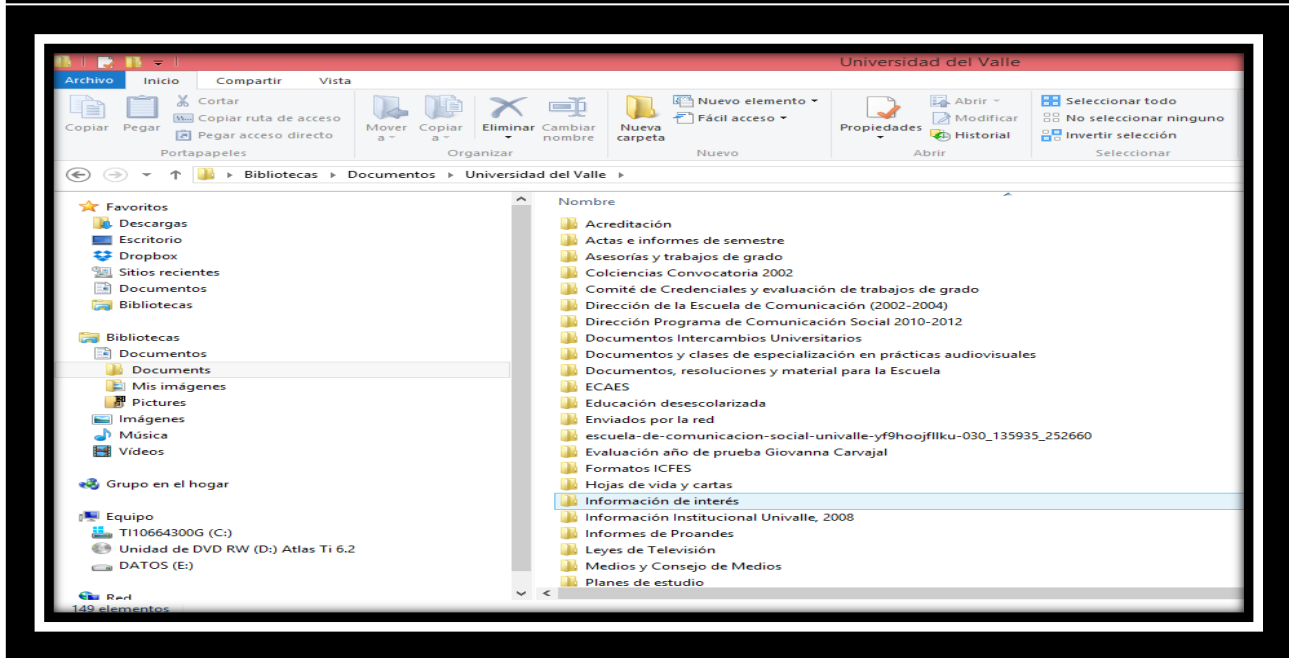 Universidad del Valle
Archivo Inicio Compartir Vista
Copiar
Pegar
Cortar
Copiar ruta de acceso
Pegar acceso directo
Portapapeles
Mover a
Copiar a
Eliminar
Cambiar nombre
Organizar
Nueva carpeta
Nuevo elemento
Fácil acceso
Nuevo
Propiedades
Abrir
Modificar
Historial
Abrir
Seleccionar todo
No seleccionar ninguno
Invertir selección
Seleccionar
Bibliotecas Documentos Universidad del Valle
Favoritos
Descargas
Escritorio
Dropbox
Sitios recientes
Documentos
Bibliotecas
Bibliotecas
Documentos
Documents
Mis imágenes
Pictures
Imágenes
Música
Vídeos
Grupo en el hogar
Equipo
TI10664300G (C:)
Unidad de DVD RW (D:) Atlas Ti 6.2
DATOS (E:)
Red
149 elementos
Nombre
Acreditación
Actas e informes de semestre
Asesorías y trabajos de grado
Colciencias Convocatoria 2002
Comité de Credenciales y evaluación de trabajos de grado
Dirección de la Escuela de Comunicación (2002-2004)
Dirección Programa de Comunicación Social 2010-2012
Documentos Intercambios Universitarios
Documentos y clases de especialización en prácticas audiovisuales
Documentos, resoluciones y material para la Escuela
ECAES
Educación desescolarizada
Enviados por la red
escuela-de-comunicacion-social-univalle-yf9hoojfllku-030_135935_252660
Evaluación año de prueba Giovanna Carvajal
Formatos ICFES
Hojas de vida y cartas
Información de interés
Información Institucional Univalle, 2008
Informes de Proandes
Leyes de Televisión
Medios y Consejo de Medios
Planes de estudio